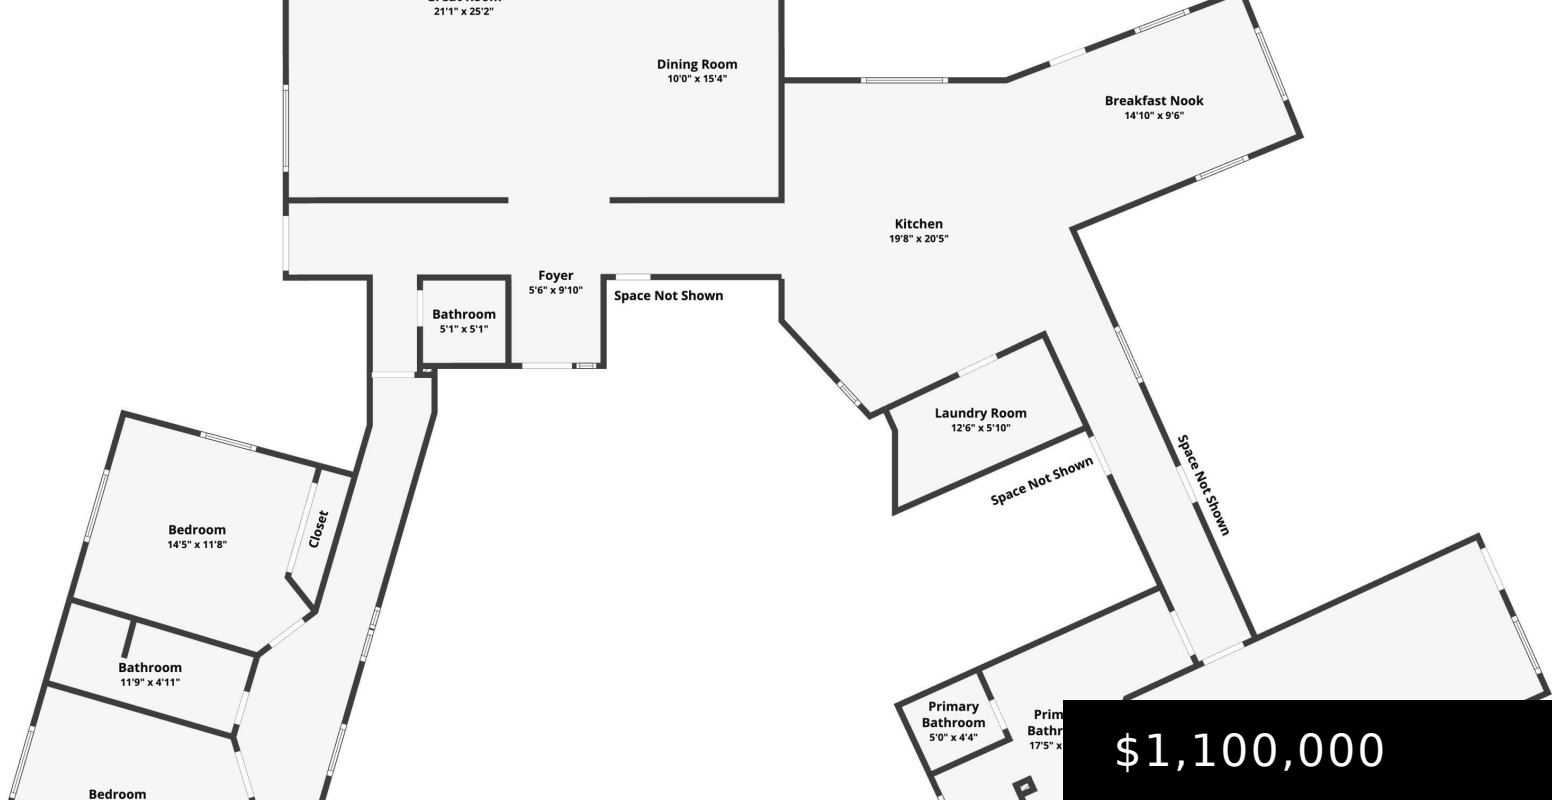 21'1" x 25'2"
Dining Room
10'0" x 15'4"
Breakfast Nook
14'10" x 9'6"
Kitchen
19'8" x 20'5"
Foyer
5'6" x 9'10"
Space Not Shown
Bathroom
5'1" x 5'1"
Laundry Room
12'6" x 5'10"
Space Not Shown
Space Not Shown
Bedroom
14'5" x 11'8"
Closet
Bathroom
11'9" x 4'11"
Primary
Bathroom
5'0" x 4'4"
17'5" x
Bedroom
$1,100,000